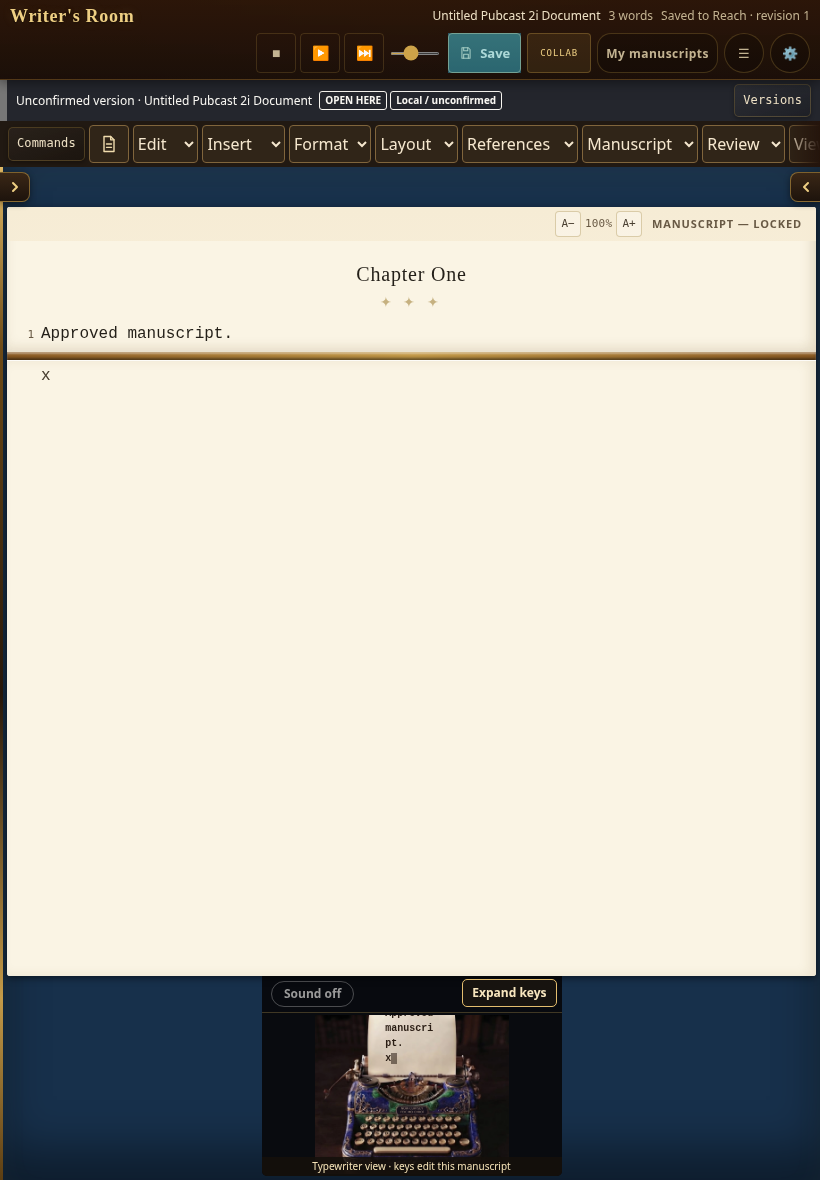 Writer's Room
Untitled Pubcast 2i Document 3 words Saved to Reach · revision 1
Save COLLAB My manuscripts
Unconfirmed version · Untitled Pubcast 2i Document OPEN HERE Local / unconfirmed Versions
Commands Edit Insert Format Layout References Manuscript Review
A− 100% A+ MANUSCRIPT — LOCKED
Chapter One
1 Approved manuscript.
x
Sound off Expand keys
manuscri
pt.
x
Typewriter view · keys edit this manuscript